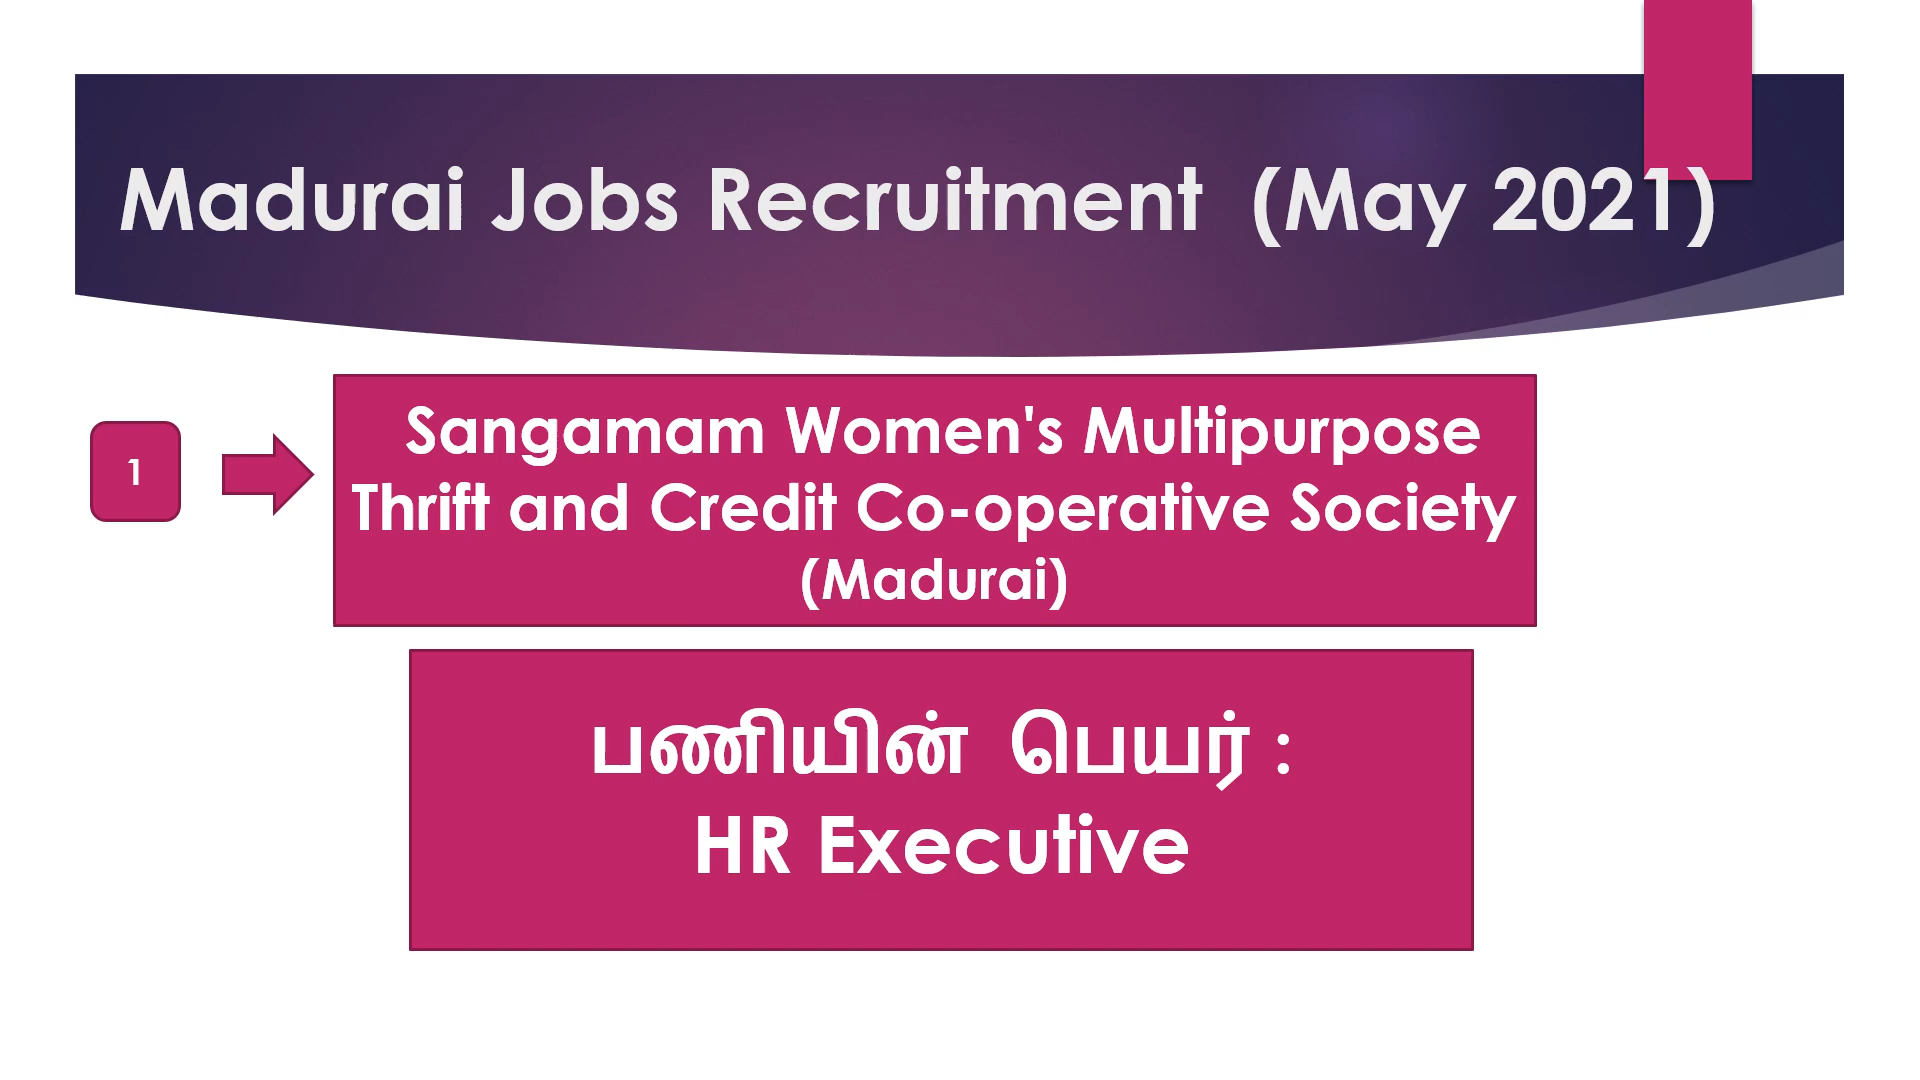 Madurai Jobs Recruitment (May 2021)
1
Sangamam Women's Multipurpose
Thrift and Credit Co-operative Society
(Madurai)
பணியின் பெயர் :
HR Executive